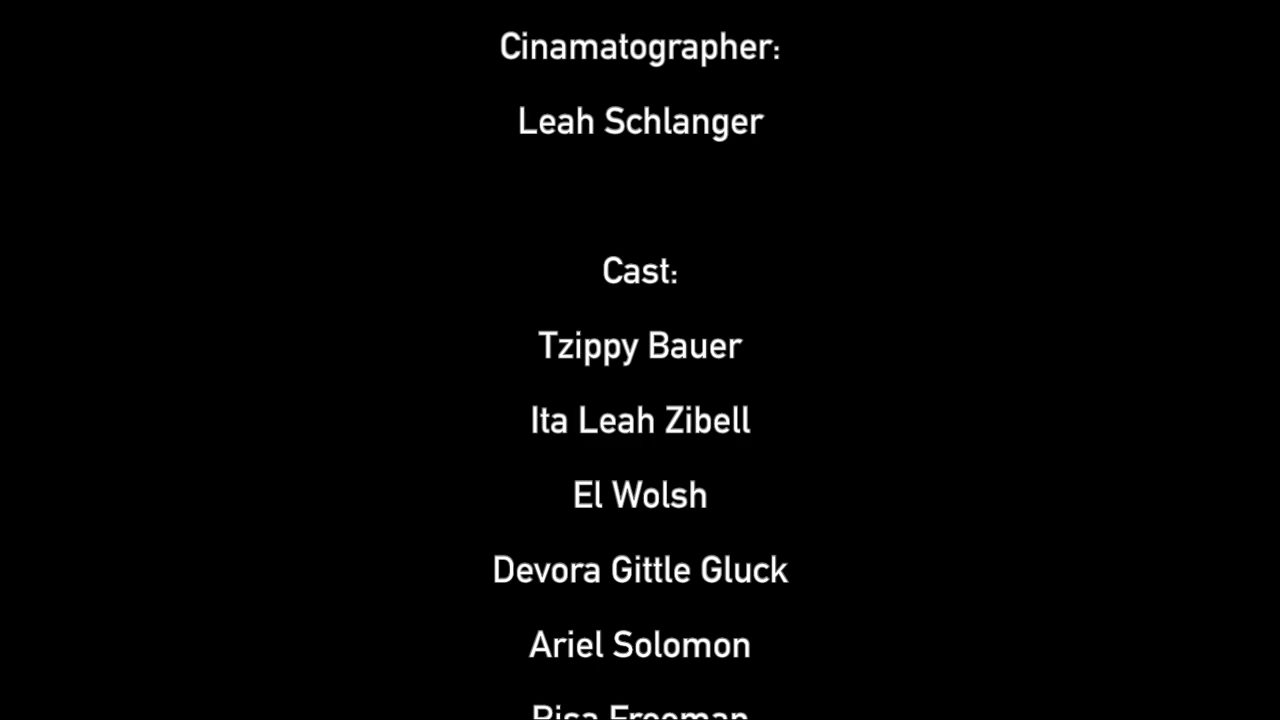 Cinamatographer:
Leah Schlanger
Cast:
Tzippy Bauer
Ita Leah Zibell
El Wolsh
Devora Gittle Gluck
Ariel Solomon